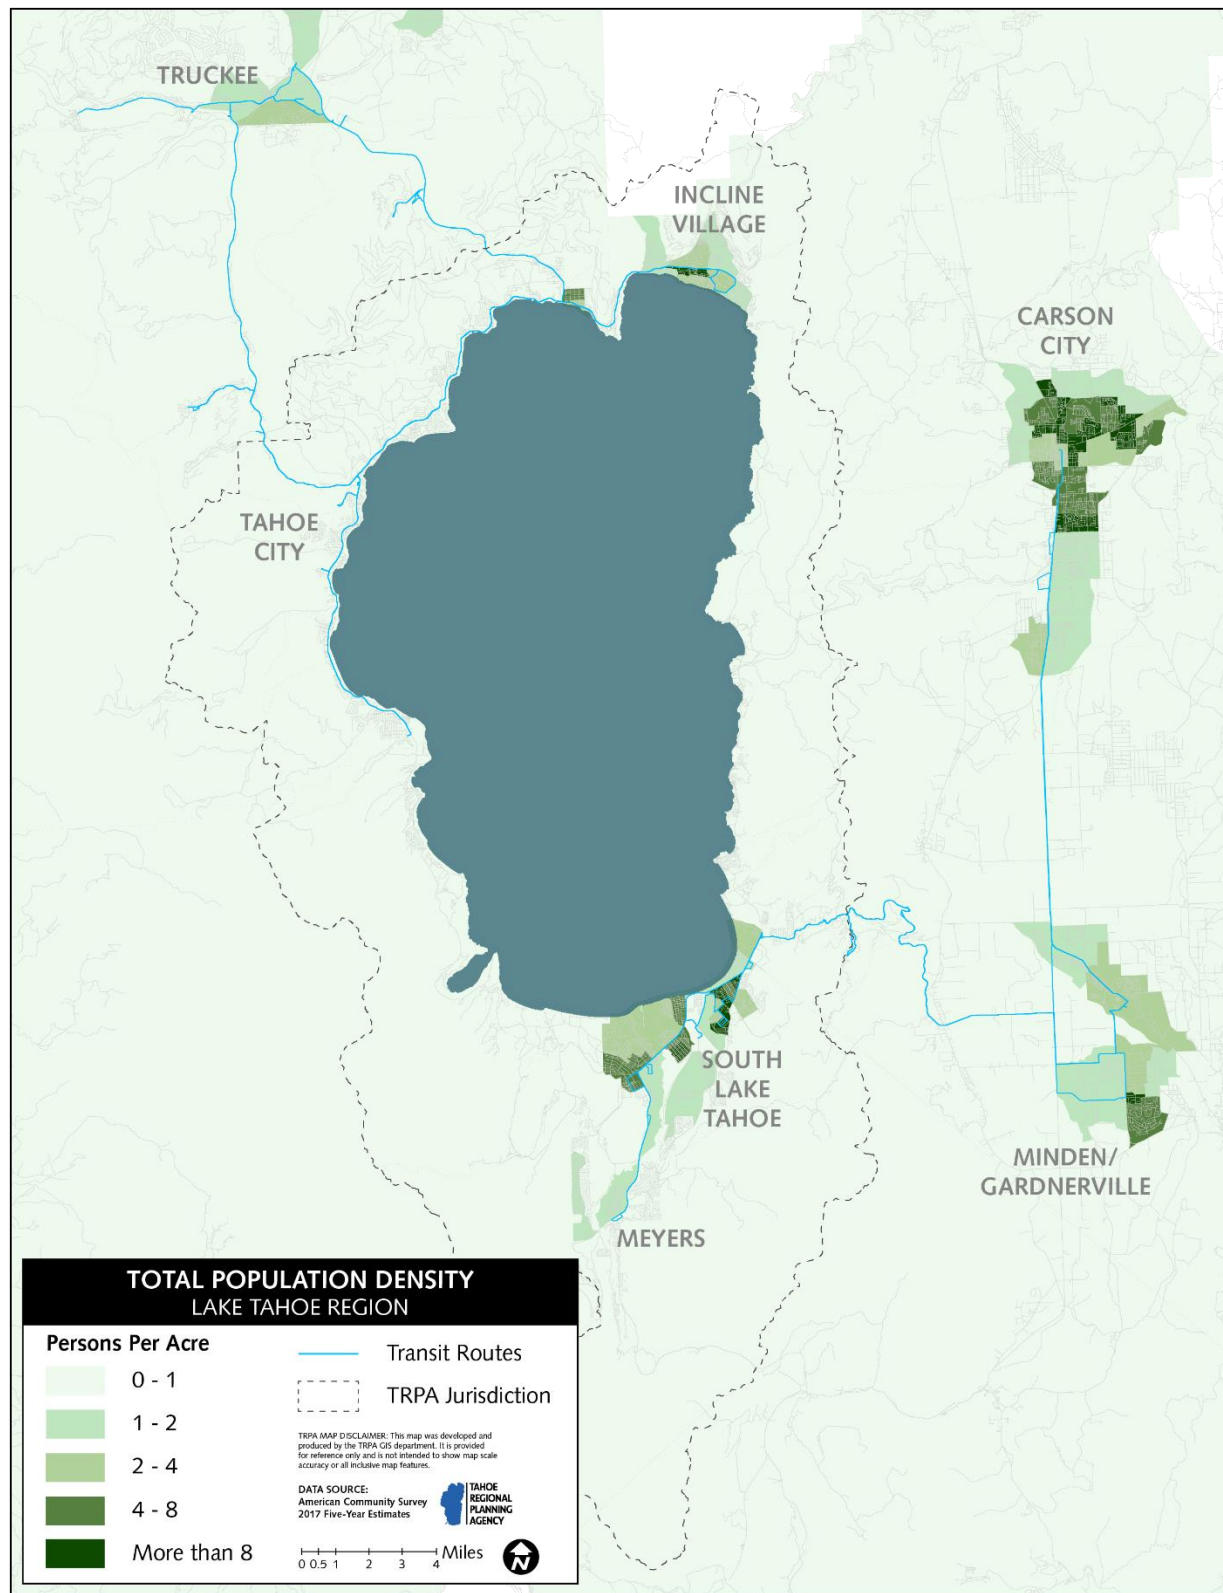 TRUCKEE
INCLINE
VILLAGE
CARSON
CITY
TAHOE
CITY
SOUTH
LAKE
TAHOE
MINDEN/
GARDNERVILLE
MEYERS
TOTAL POPULATION DENSITY
LAKE TAHOE REGION
Persons Per Acre
0 - 1
1 - 2
2 - 4
4 - 8
More than 8
Transit Routes
TRPA Jurisdiction
TRPA MAP DISCLAIMER: This map was developed and
produced by the TRPA GIS department. It is provided
for reference only and is not intended to show map scale
accuracy or all inclusive map features.
DATA SOURCE:
American Community Survey
2017 Five-Year Estimates
TAHOE
REGIONAL
PLANNING
AGENCY
0 0.5 1 2 3 4 Miles
N